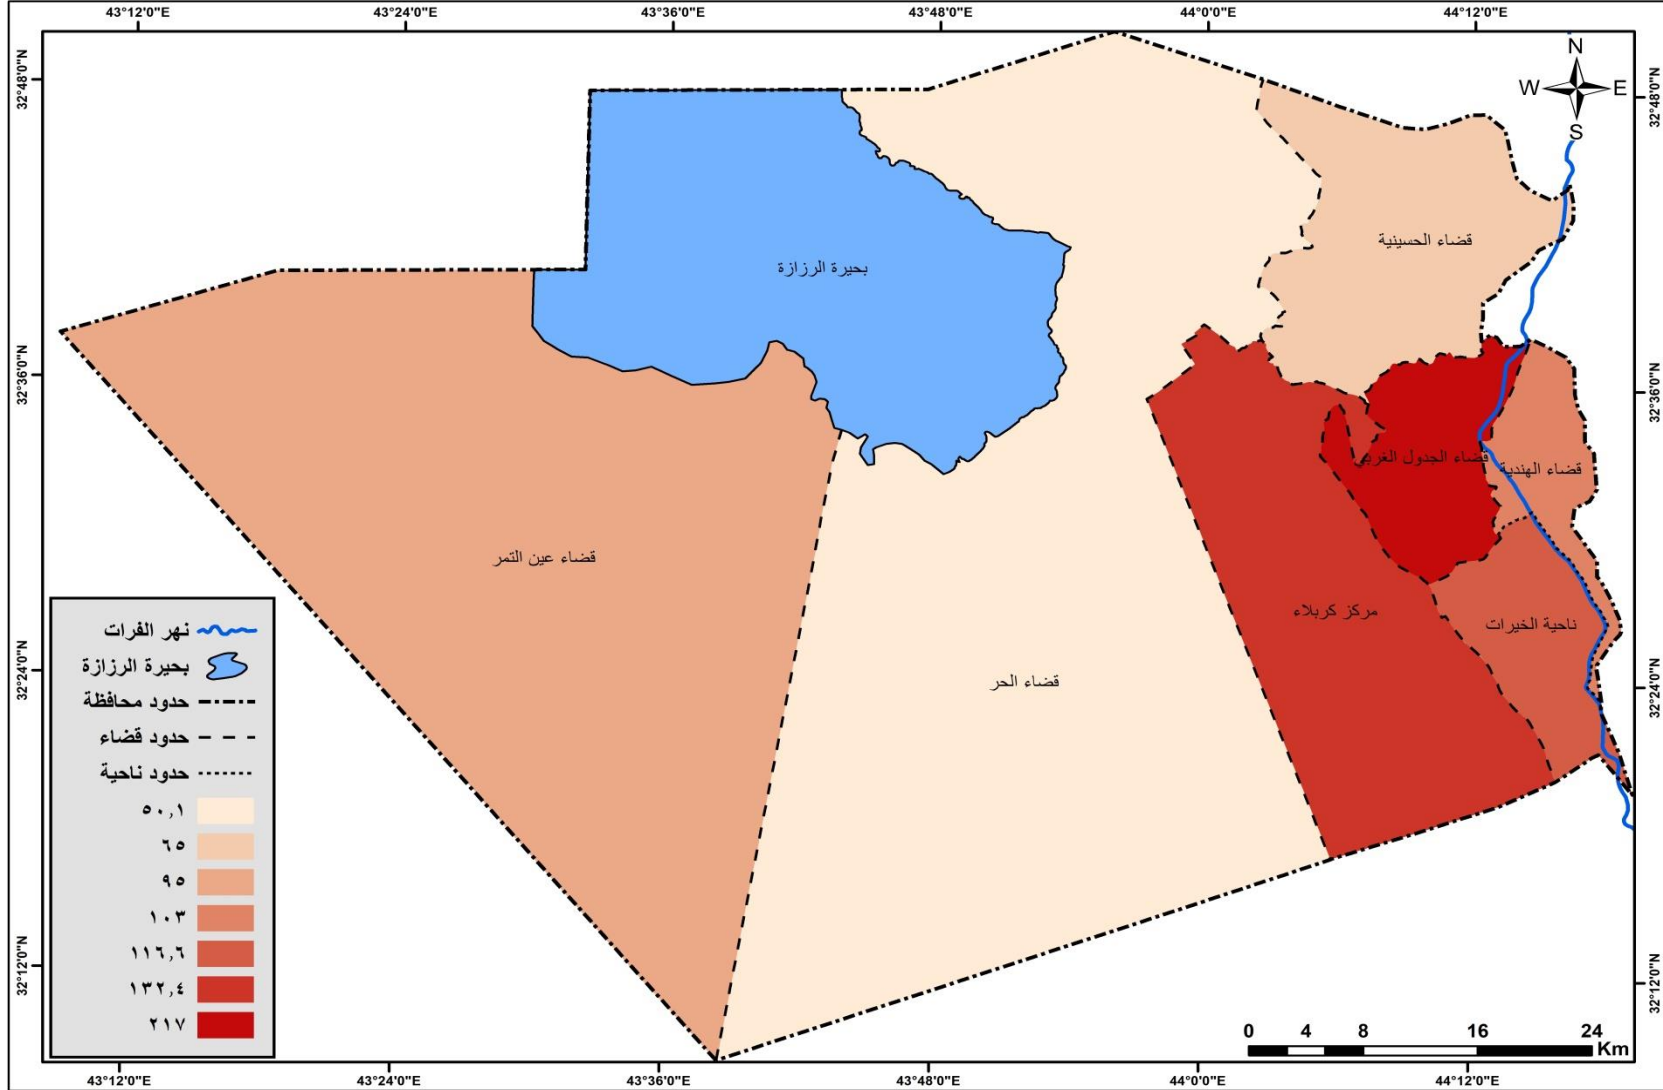 43°12'0"E 43°24'0"E 43°36'0"E 43°48'0"E 44°0'0"E 44°12'0"E
32°48'0"N
32°48'0"N
N
W E
S
قضاء الحسينية
بحيرة الرزازة
32°36'0"N
32°36'0"N
قضاء الجدول الغربي
قضاء الهندية
قضاء عين التمر
مركز كربلاء
ناحية الخيرات
قضاء الحر
32°24'0"N
32°24'0"N
نهر الفرات
بحيرة الرزازة
حدود محافظة
حدود قضاء
حدود ناحية
٥٠,١
٦٥
٩٥
١٠٣
١١٦,٦
١٣٢,٤
٢١٧
32°12'0"N
32°12'0"N
0 4 8 16 24
Km
43°12'0"E 43°24'0"E 43°36'0"E 43°48'0"E 44°0'0"E 44°12'0"E